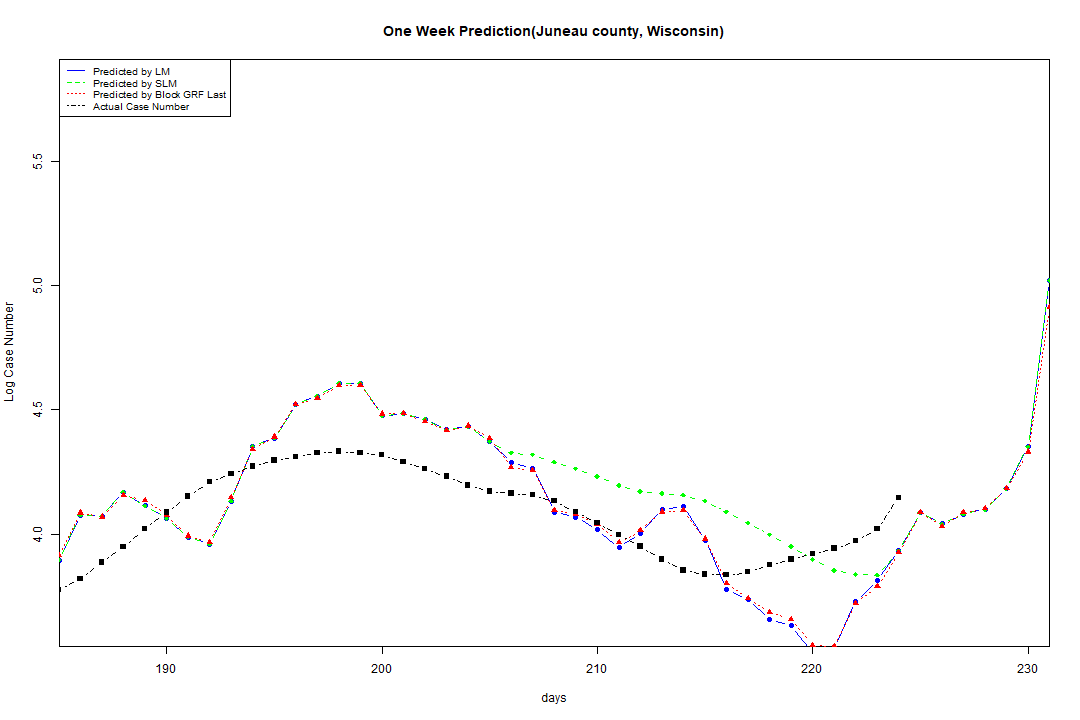 One Week Prediction(Juneau county, Wisconsin)
Predicted by LM
Predicted by SLM
Predicted by Block GRF Last
Actual Case Number
Log Case Number
5.5
5.0
4.5
4.0
190 200 210 220 230
days